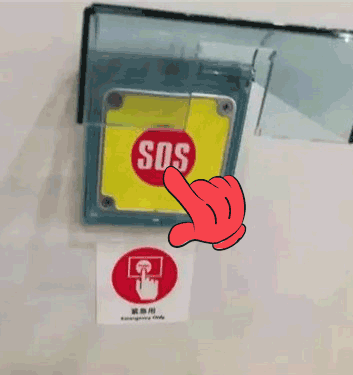 SOS
緊急用
Emergency Only